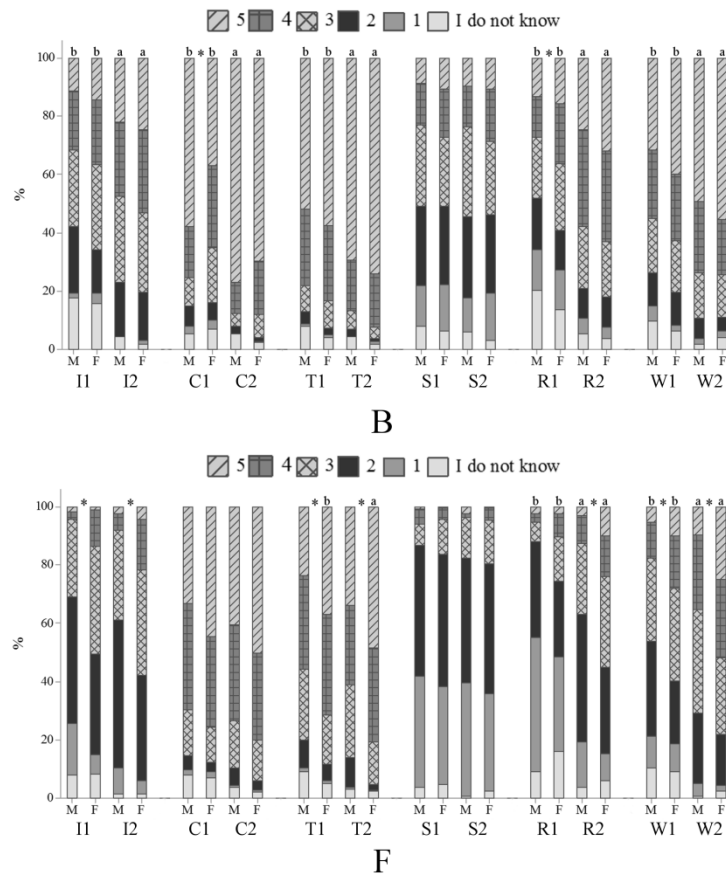 5 4 3 2 1 I do not know
b b a a b * b a a b b a a b * b a a b b a a
100
80
60
40
20
0
%
M F M F M F M F M F M F M F M F M F M F M F M F
I1 I2 C1 C2 T1 T2 S1 S2 R1 R2 W1 W2
B
5 4 3 2 1 I do not know
* * * b * a b b a * a b * b a * a
100
80
60
40
20
0
%
M F M F M F M F M F M F M F M F M F M F M F M F
I1 I2 C1 C2 T1 T2 S1 S2 R1 R2 W1 W2
F